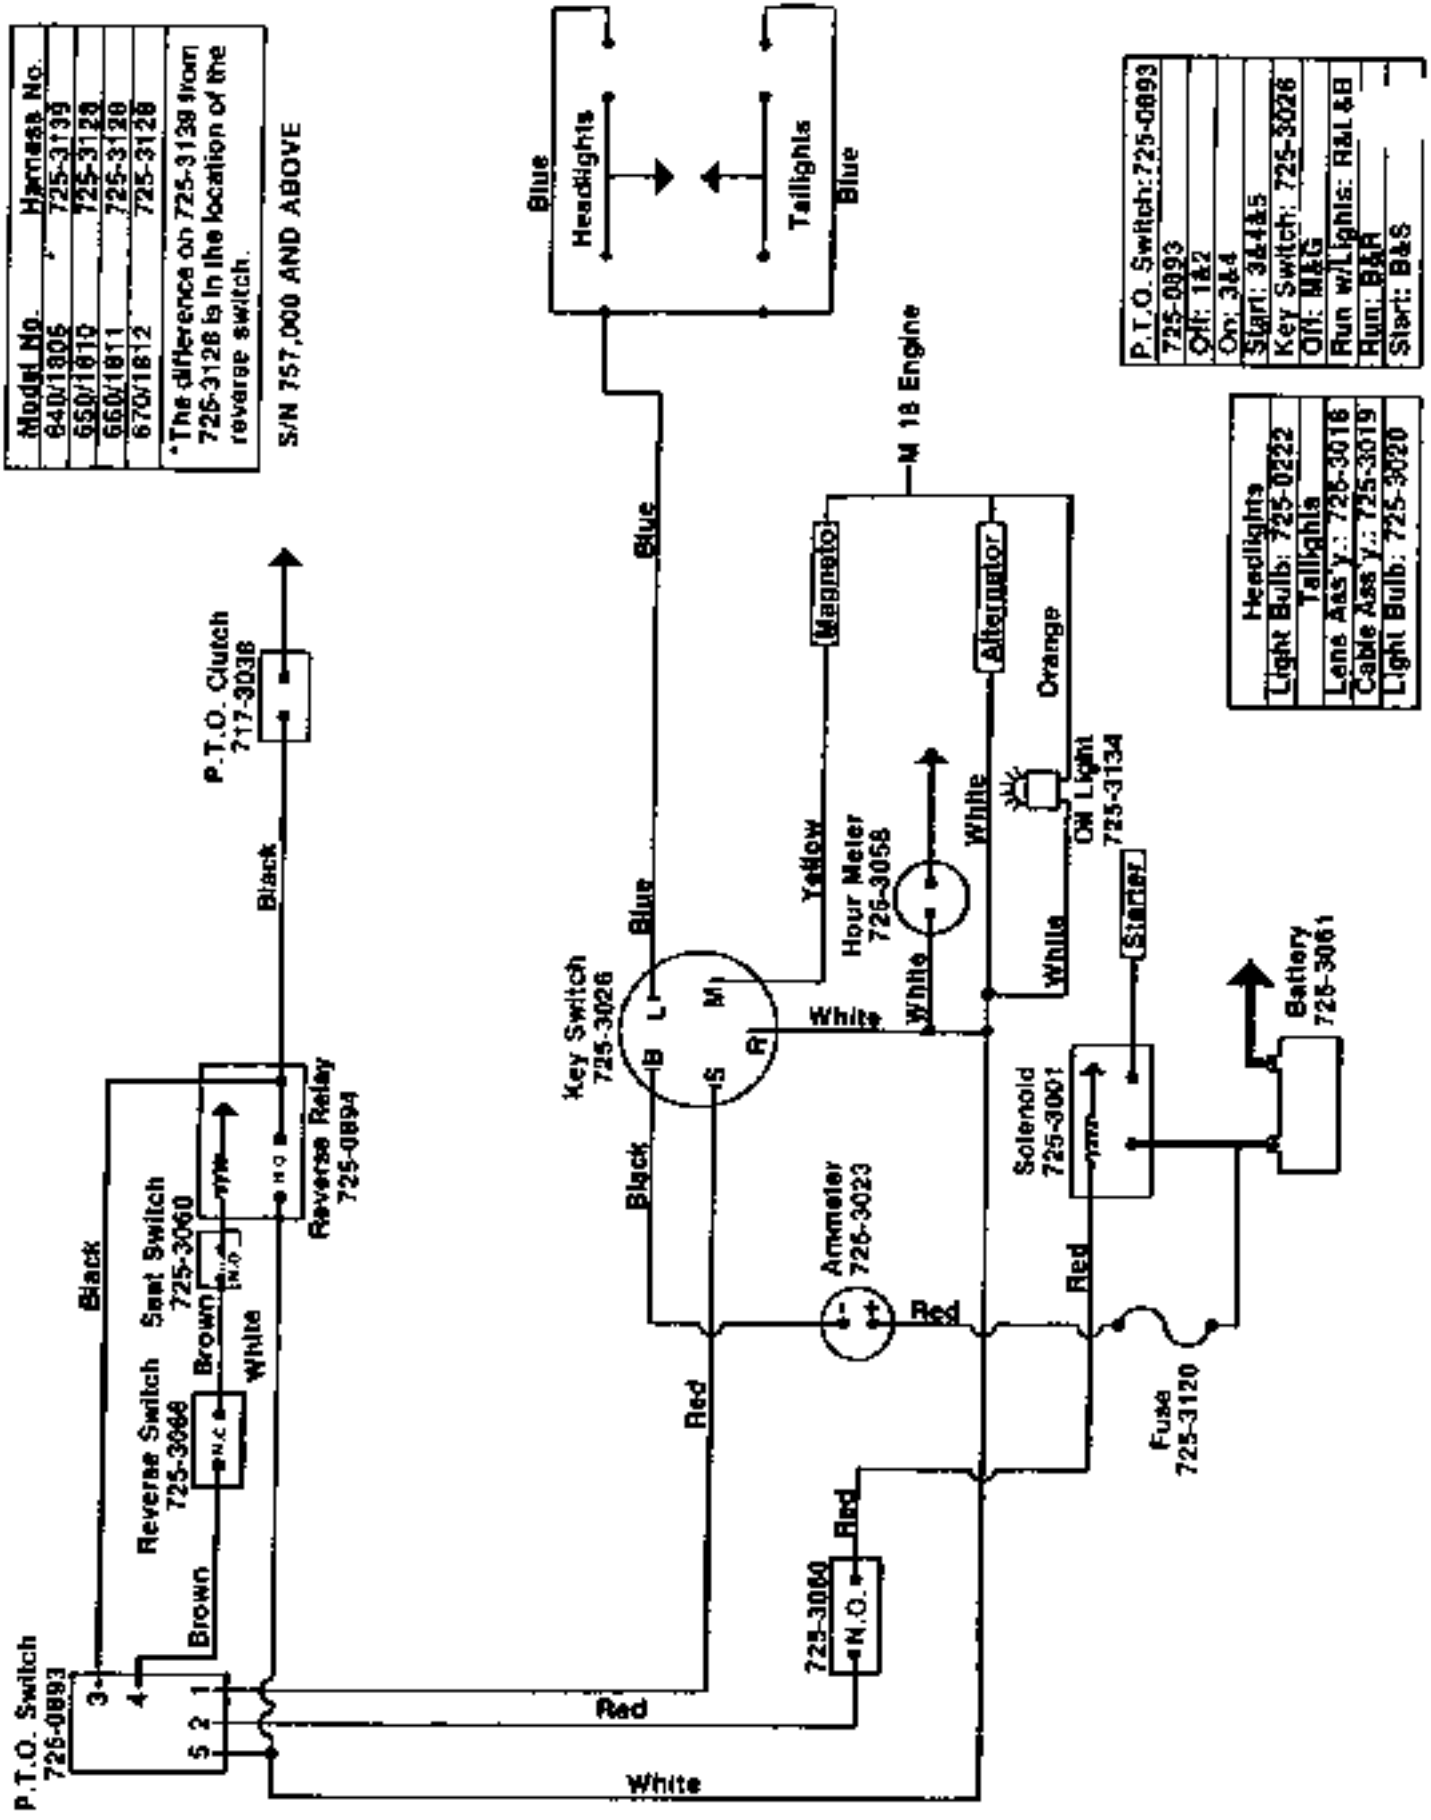 Model No. Harness No.
640/1806 725-3139
650/1810 725-3128
660/1811 725-3128
670/1812 725-3128
*The difference on 725-3139 from
725-3128 is in the location of the
reverse switch.
S/N 757,000 AND ABOVE
P.T.O. Clutch
717-3038
Black
Reverse Relay
725-0894
N O
Seat Switch
725-3060
N.O.
Brown
White
Reverse Switch
725-3088
N.C.
Brown
Black
P.T.O. Switch
725-0893
3
4
1
2
5
Blue
Headlights
Taillights
Blue
Blue
Blue
Key Switch
725-3026
L
B
M
S
R
Black
Red
Red
White
Yellow
Magneto
M 18 Engine
Alternator
Orange
White
Hour Meter
725-3058
White
White
Oil Light
725-3134
White
Ammeter
725-3023
-
+
Red
Solenoid
725-3001
Starter
Battery
725-3061
Red
Fuse
725-3120
Red
725-3060
N.O.
P.T.O. Switch: 725-0893
725-0893
Off: 1&2
On: 3&4
Start: 3&4&5
Key Switch: 725-3026
Off: M&G
Run w/Lights: R&L&B
Run: B&R
Start: B&S
Headlights
Light Bulb: 725-0222
Taillights
Lens Ass'y.: 725-3018
Cable Ass'y.: 725-3019
Light Bulb: 725-3020